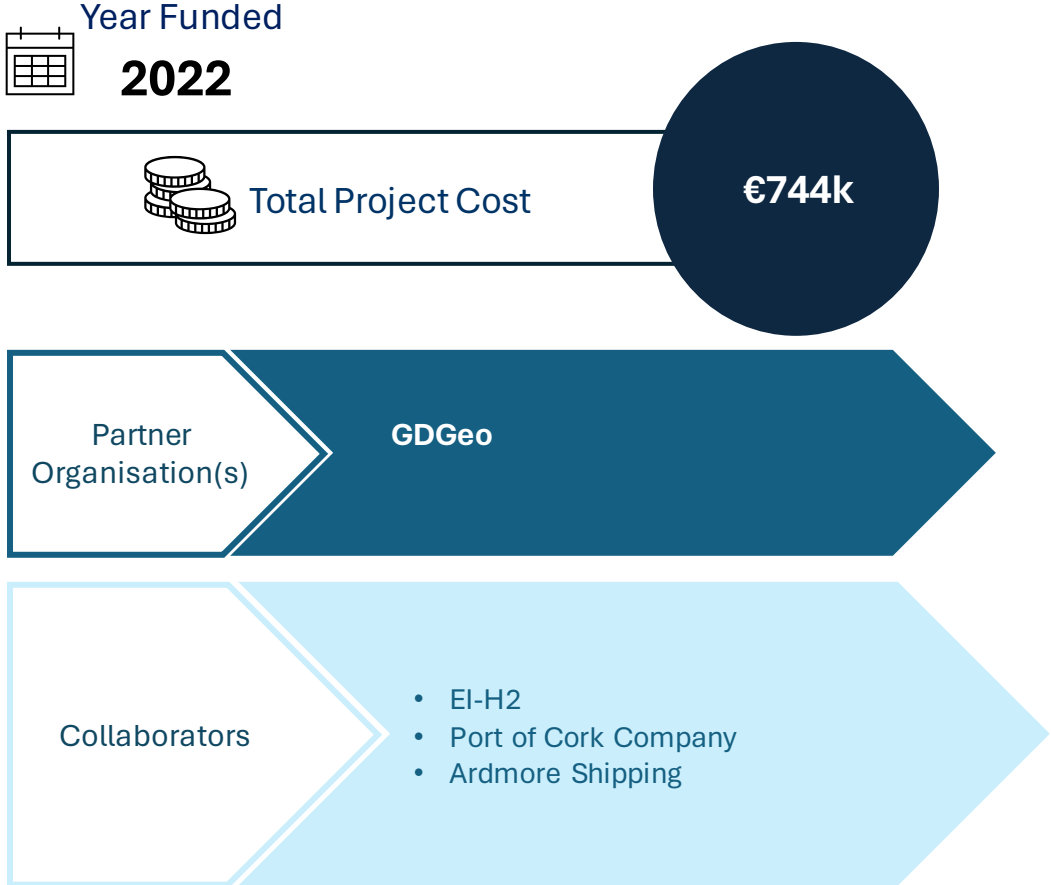 Year Funded
2022
Total Project Cost
€744k
Partner
Organisation(s)
GDGeo
Collaborators
• EI-H2
• Port of Cork Company
• Ardmore Shipping